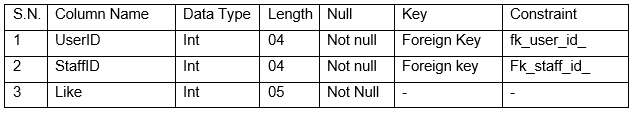 S.N. Column Name Data Type Length Null Key Constraint
1 UserID Int 04 Not null Foreign Key fk_user_id_
2 StaffID Int 04 Not null Foreign key Fk_staff_id_
3 Like Int 05 Not Null - -